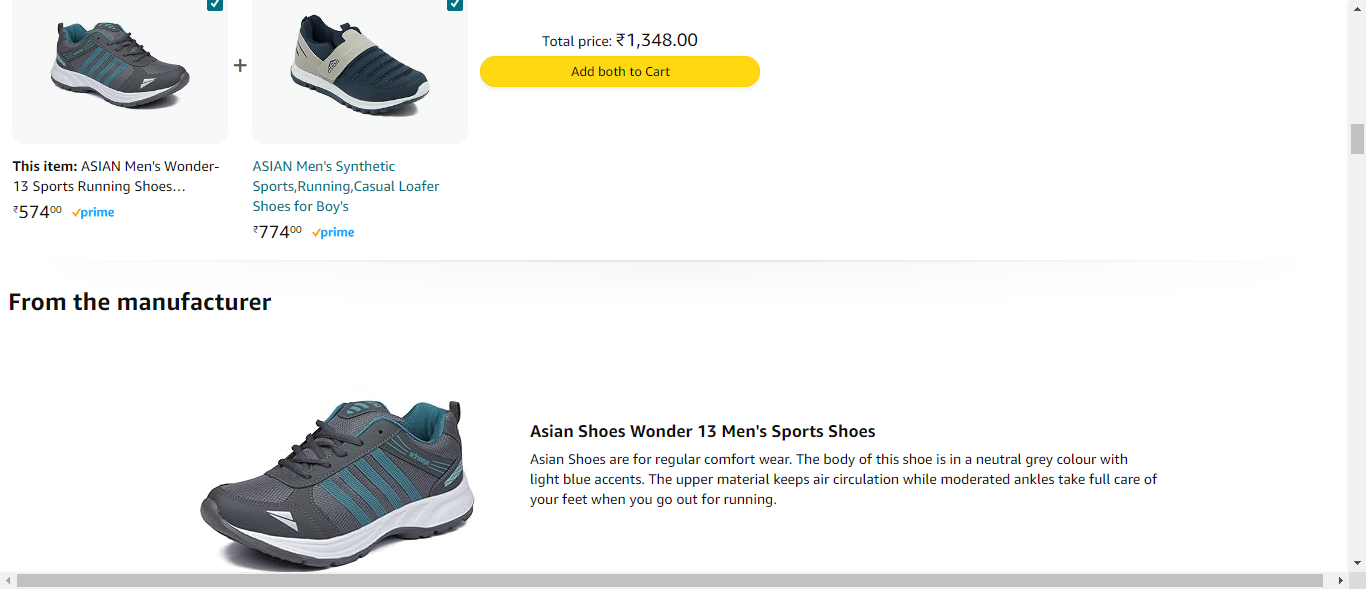 Total price: ₹1,348.00
Add both to Cart
+
This item: ASIAN Men's Wonder-
13 Sports Running Shoes…
₹57400 prime
ASIAN Men's Synthetic
Sports,Running,Casual Loafer
Shoes for Boy's
₹77400 prime
From the manufacturer
Asian Shoes Wonder 13 Men's Sports Shoes
Asian Shoes are for regular comfort wear. The body of this shoe is in a neutral grey colour with
light blue accents. The upper material keeps air circulation while moderated ankles take full care of
your feet when you go out for running.